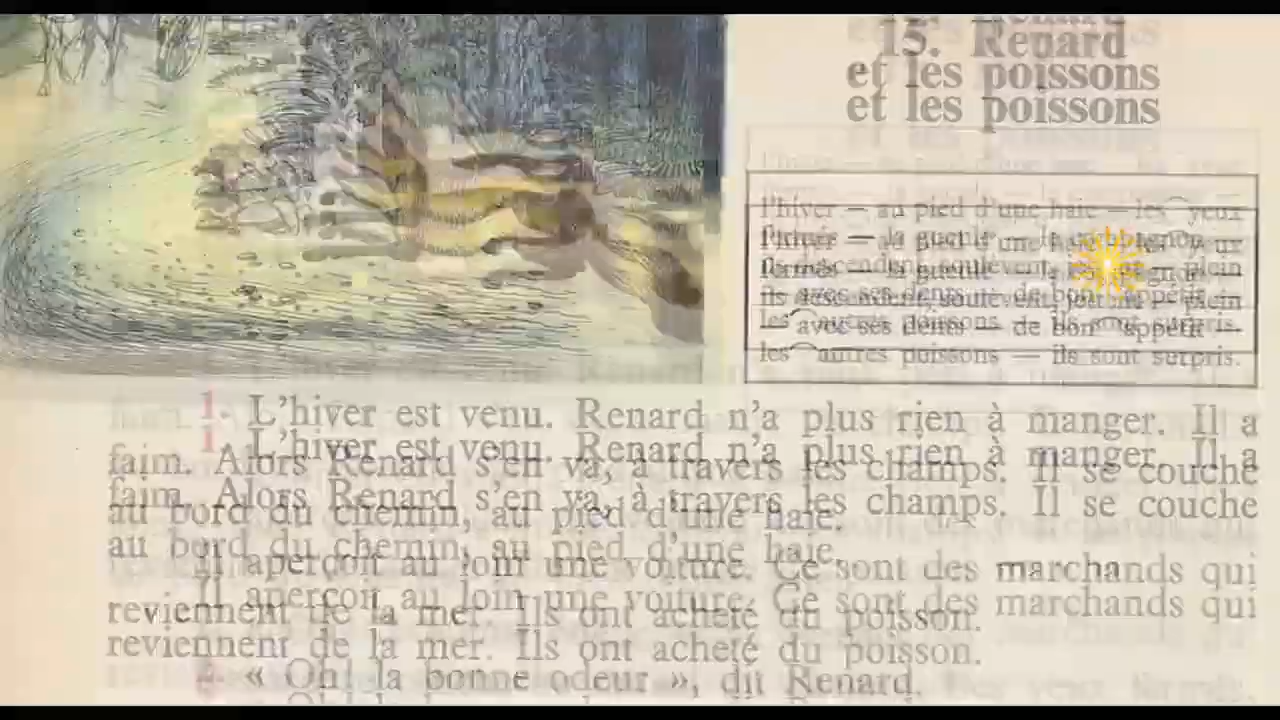 15. Renard
et les poissons
l'hiver — au pied d'une haie — les yeux
fermés — la gueule —
ils descendent, soulèvent, plein
avec ses dents — de bon appétit —
les autres poissons — ils sont surpris.
1. L'hiver est venu. Renard n'a plus rien à manger. Il a
faim. Alors Renard s'en va, à travers les champs. Il se couche
au bord du chemin, au pied d'une haie.
Il aperçoit au loin une voiture. Ce sont des marchands qui
reviennent de la mer. Ils ont acheté du poisson.
« Oh! la bonne odeur », dit Renard.